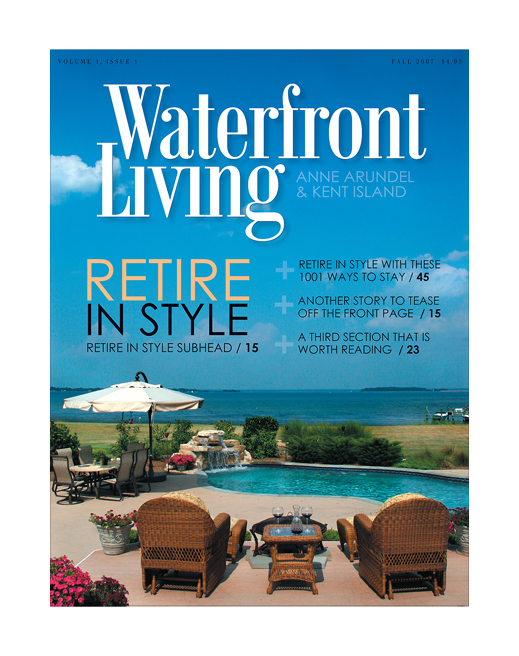 VOLUME 1, ISSUE 1
FALL 2007 $4.95
Waterfront
Living
ANNE ARUNDEL
& KENT ISLAND
RETIRE
IN STYLE
RETIRE IN STYLE SUBHEAD / 15
+ RETIRE IN STYLE WITH THESE
1001 WAYS TO STAY / 45
+ ANOTHER STORY TO TEASE
OFF THE FRONT PAGE / 15
+ A THIRD SECTION THAT IS
WORTH READING / 23